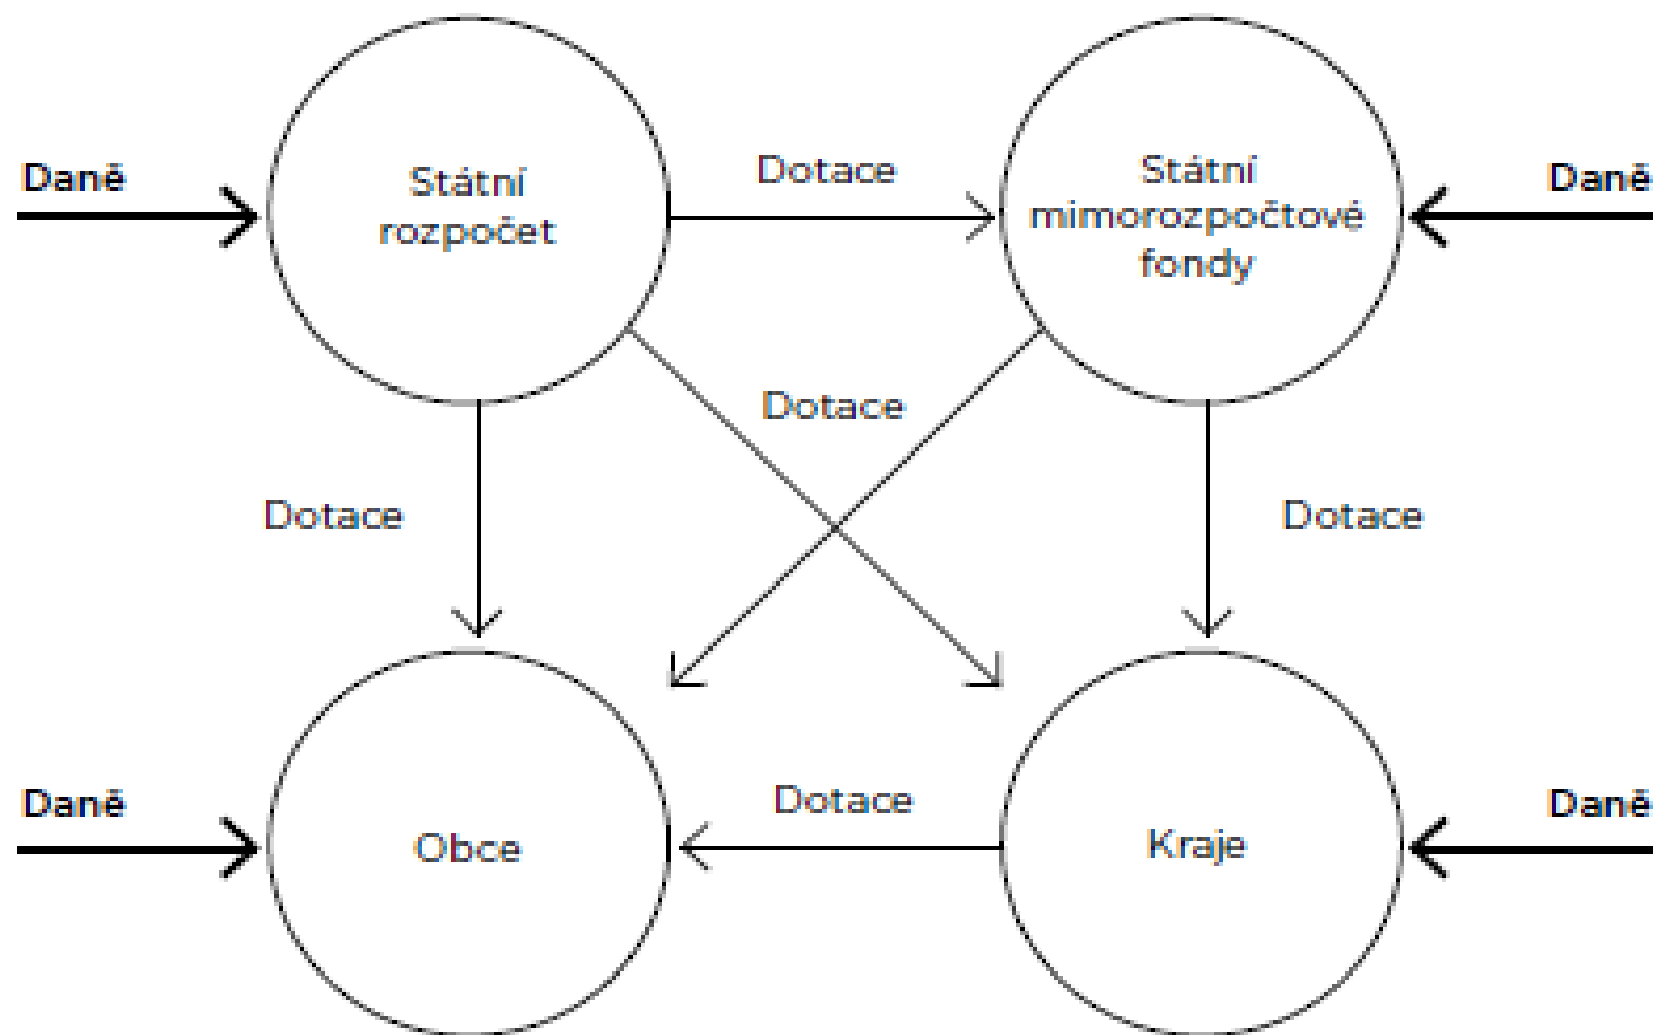 Daně
Státní
rozpočet
Dotace
Státní
mimorozpočtové
fondy
Daně
Dotace
Dotace
Dotace
Daně
Obce
Dotace
Kraje
Daně